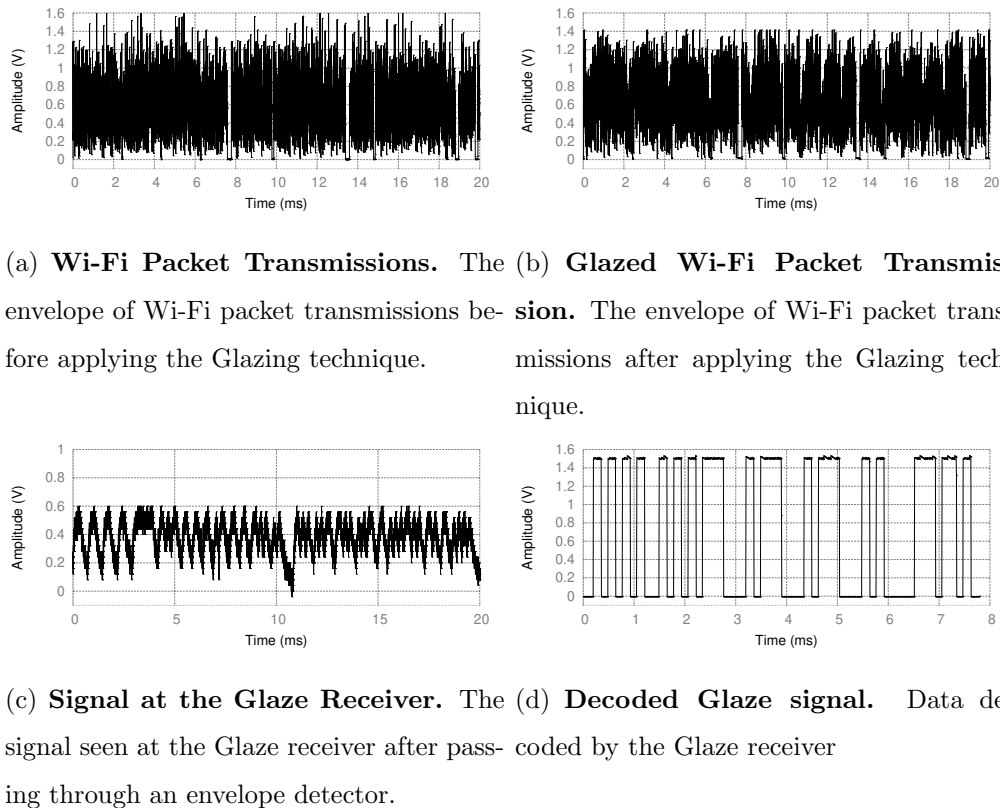 1.6
1.4
1.2
1
0.8
0.6
0.4
0.2
0
Amplitude (V)
0 2 4 6 8 10 12 14 16 18 20
Time (ms)
1.6
1.4
1.2
1
0.8
0.6
0.4
0.2
0
Amplitude (V)
0 2 4 6 8 10 12 14 16 18 20
Time (ms)
(a) Wi-Fi Packet Transmissions. The
envelope of Wi-Fi packet transmissions be-
fore applying the Glazing technique.
(b) Glazed Wi-Fi Packet Transmis
sion. The envelope of Wi-Fi packet trans
missions after applying the Glazing tech
nique.
1
0.8
0.6
0.4
0.2
0
Amplitude (V)
0 5 10 15 20
Time (ms)
1.6
1.4
1.2
1
0.8
0.6
0.4
0.2
0
Amplitude (V)
0 1 2 3 4 5 6 7 8
Time (ms)
(c) Signal at the Glaze Receiver. The
signal seen at the Glaze receiver after pass-
ing through an envelope detector.
(d) Decoded Glaze signal. Data de
coded by the Glaze receiver